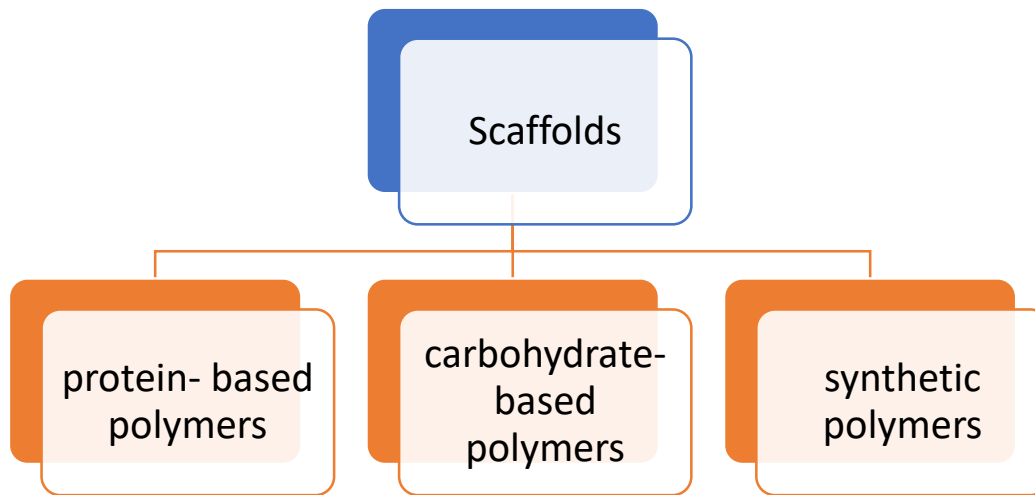 Scaffolds
protein- based
polymers
carbohydrate-
based
polymers
synthetic
polymers